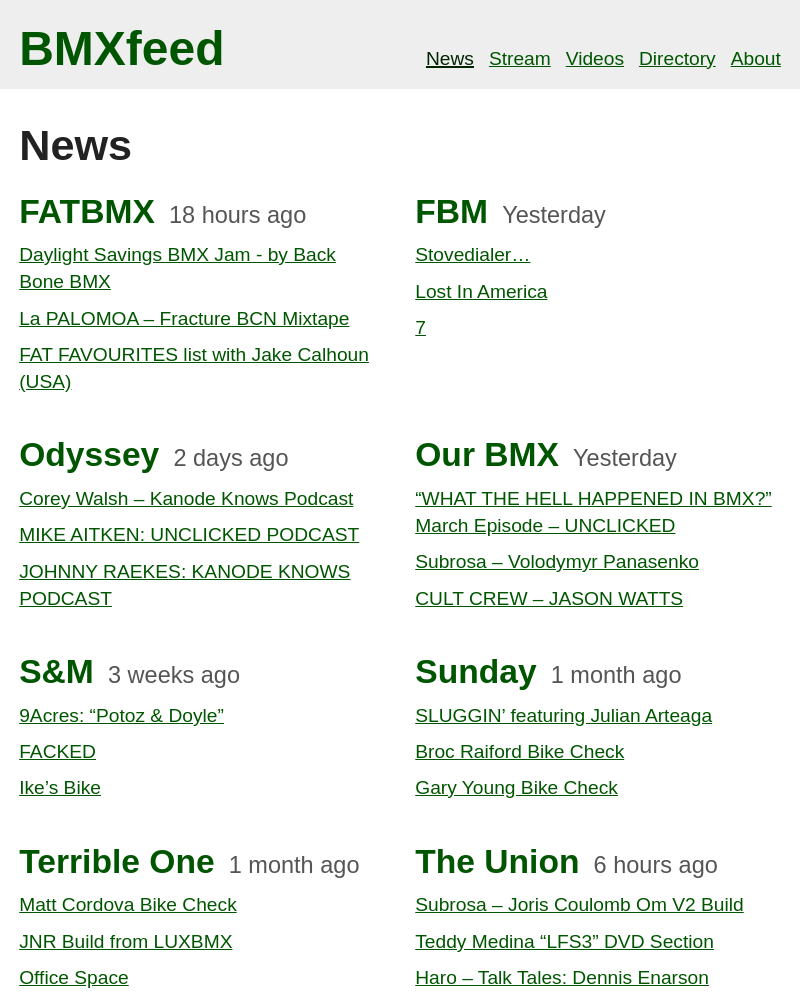 BMXfeed
News Stream Videos Directory About
News
FATBMX 18 hours ago
Daylight Savings BMX Jam - by Back
Bone BMX
La PALOMOA – Fracture BCN Mixtape
FAT FAVOURITES list with Jake Calhoun
(USA)
FBM Yesterday
Stovedialer…
Lost In America
7
Odyssey 2 days ago
Corey Walsh – Kanode Knows Podcast
MIKE AITKEN: UNCLICKED PODCAST
JOHNNY RAEKES: KANODE KNOWS
PODCAST
Our BMX Yesterday
“WHAT THE HELL HAPPENED IN BMX?”
March Episode – UNCLICKED
Subrosa – Volodymyr Panasenko
CULT CREW – JASON WATTS
S&M 3 weeks ago
9Acres: “Potoz & Doyle”
FACKED
Ike’s Bike
Sunday 1 month ago
SLUGGIN’ featuring Julian Arteaga
Broc Raiford Bike Check
Gary Young Bike Check
Terrible One 1 month ago
Matt Cordova Bike Check
JNR Build from LUXBMX
Office Space
The Union 6 hours ago
Subrosa – Joris Coulomb Om V2 Build
Teddy Medina “LFS3” DVD Section
Haro – Talk Tales: Dennis Enarson